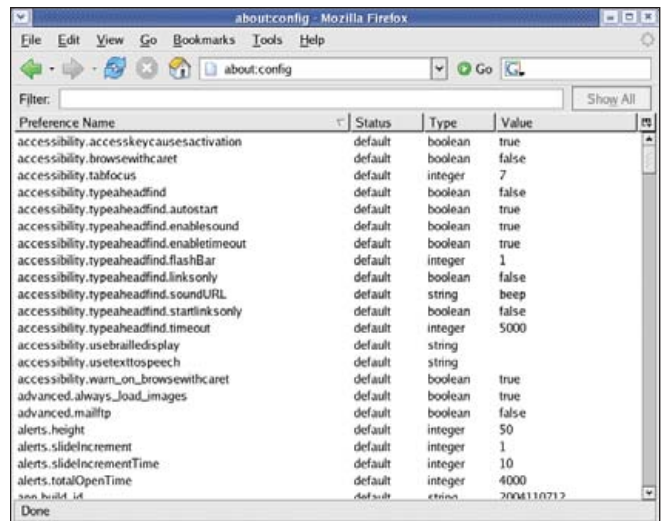 about:config - Mozilla Firefox
File Edit View Go Bookmarks Tools Help
about:config Go G
Filter: Show All
Preference Name Status Type Value
accessibility.accesskeycausesactivation default boolean true
accessibility.browsewithcaret default boolean false
accessibility.tabfocus default integer 7
accessibility.typeaheadfind default boolean false
accessibility.typeaheadfind.autostart default boolean true
accessibility.typeaheadfind.enablesound default boolean true
accessibility.typeaheadfind.enabletimeout default boolean true
accessibility.typeaheadfind.flashBar default integer 1
accessibility.typeaheadfind.linksonly default boolean false
accessibility.typeaheadfind.soundURL default string beep
accessibility.typeaheadfind.startlinksonly default boolean false
accessibility.typeaheadfind.timeout default integer 5000
accessibility.usebrailledisplay default string
accessibility.usetexttospeech default string
accessibility.warn_on_browsewithcaret default boolean true
advanced.always_load_images default boolean true
advanced.mailftp default boolean false
alerts.height default integer 50
alerts.slideIncrement default integer 1
alerts.slideIncrementTime default integer 10
alerts.totalOpenTime default integer 4000
app.build_id default string 2004110712
Done